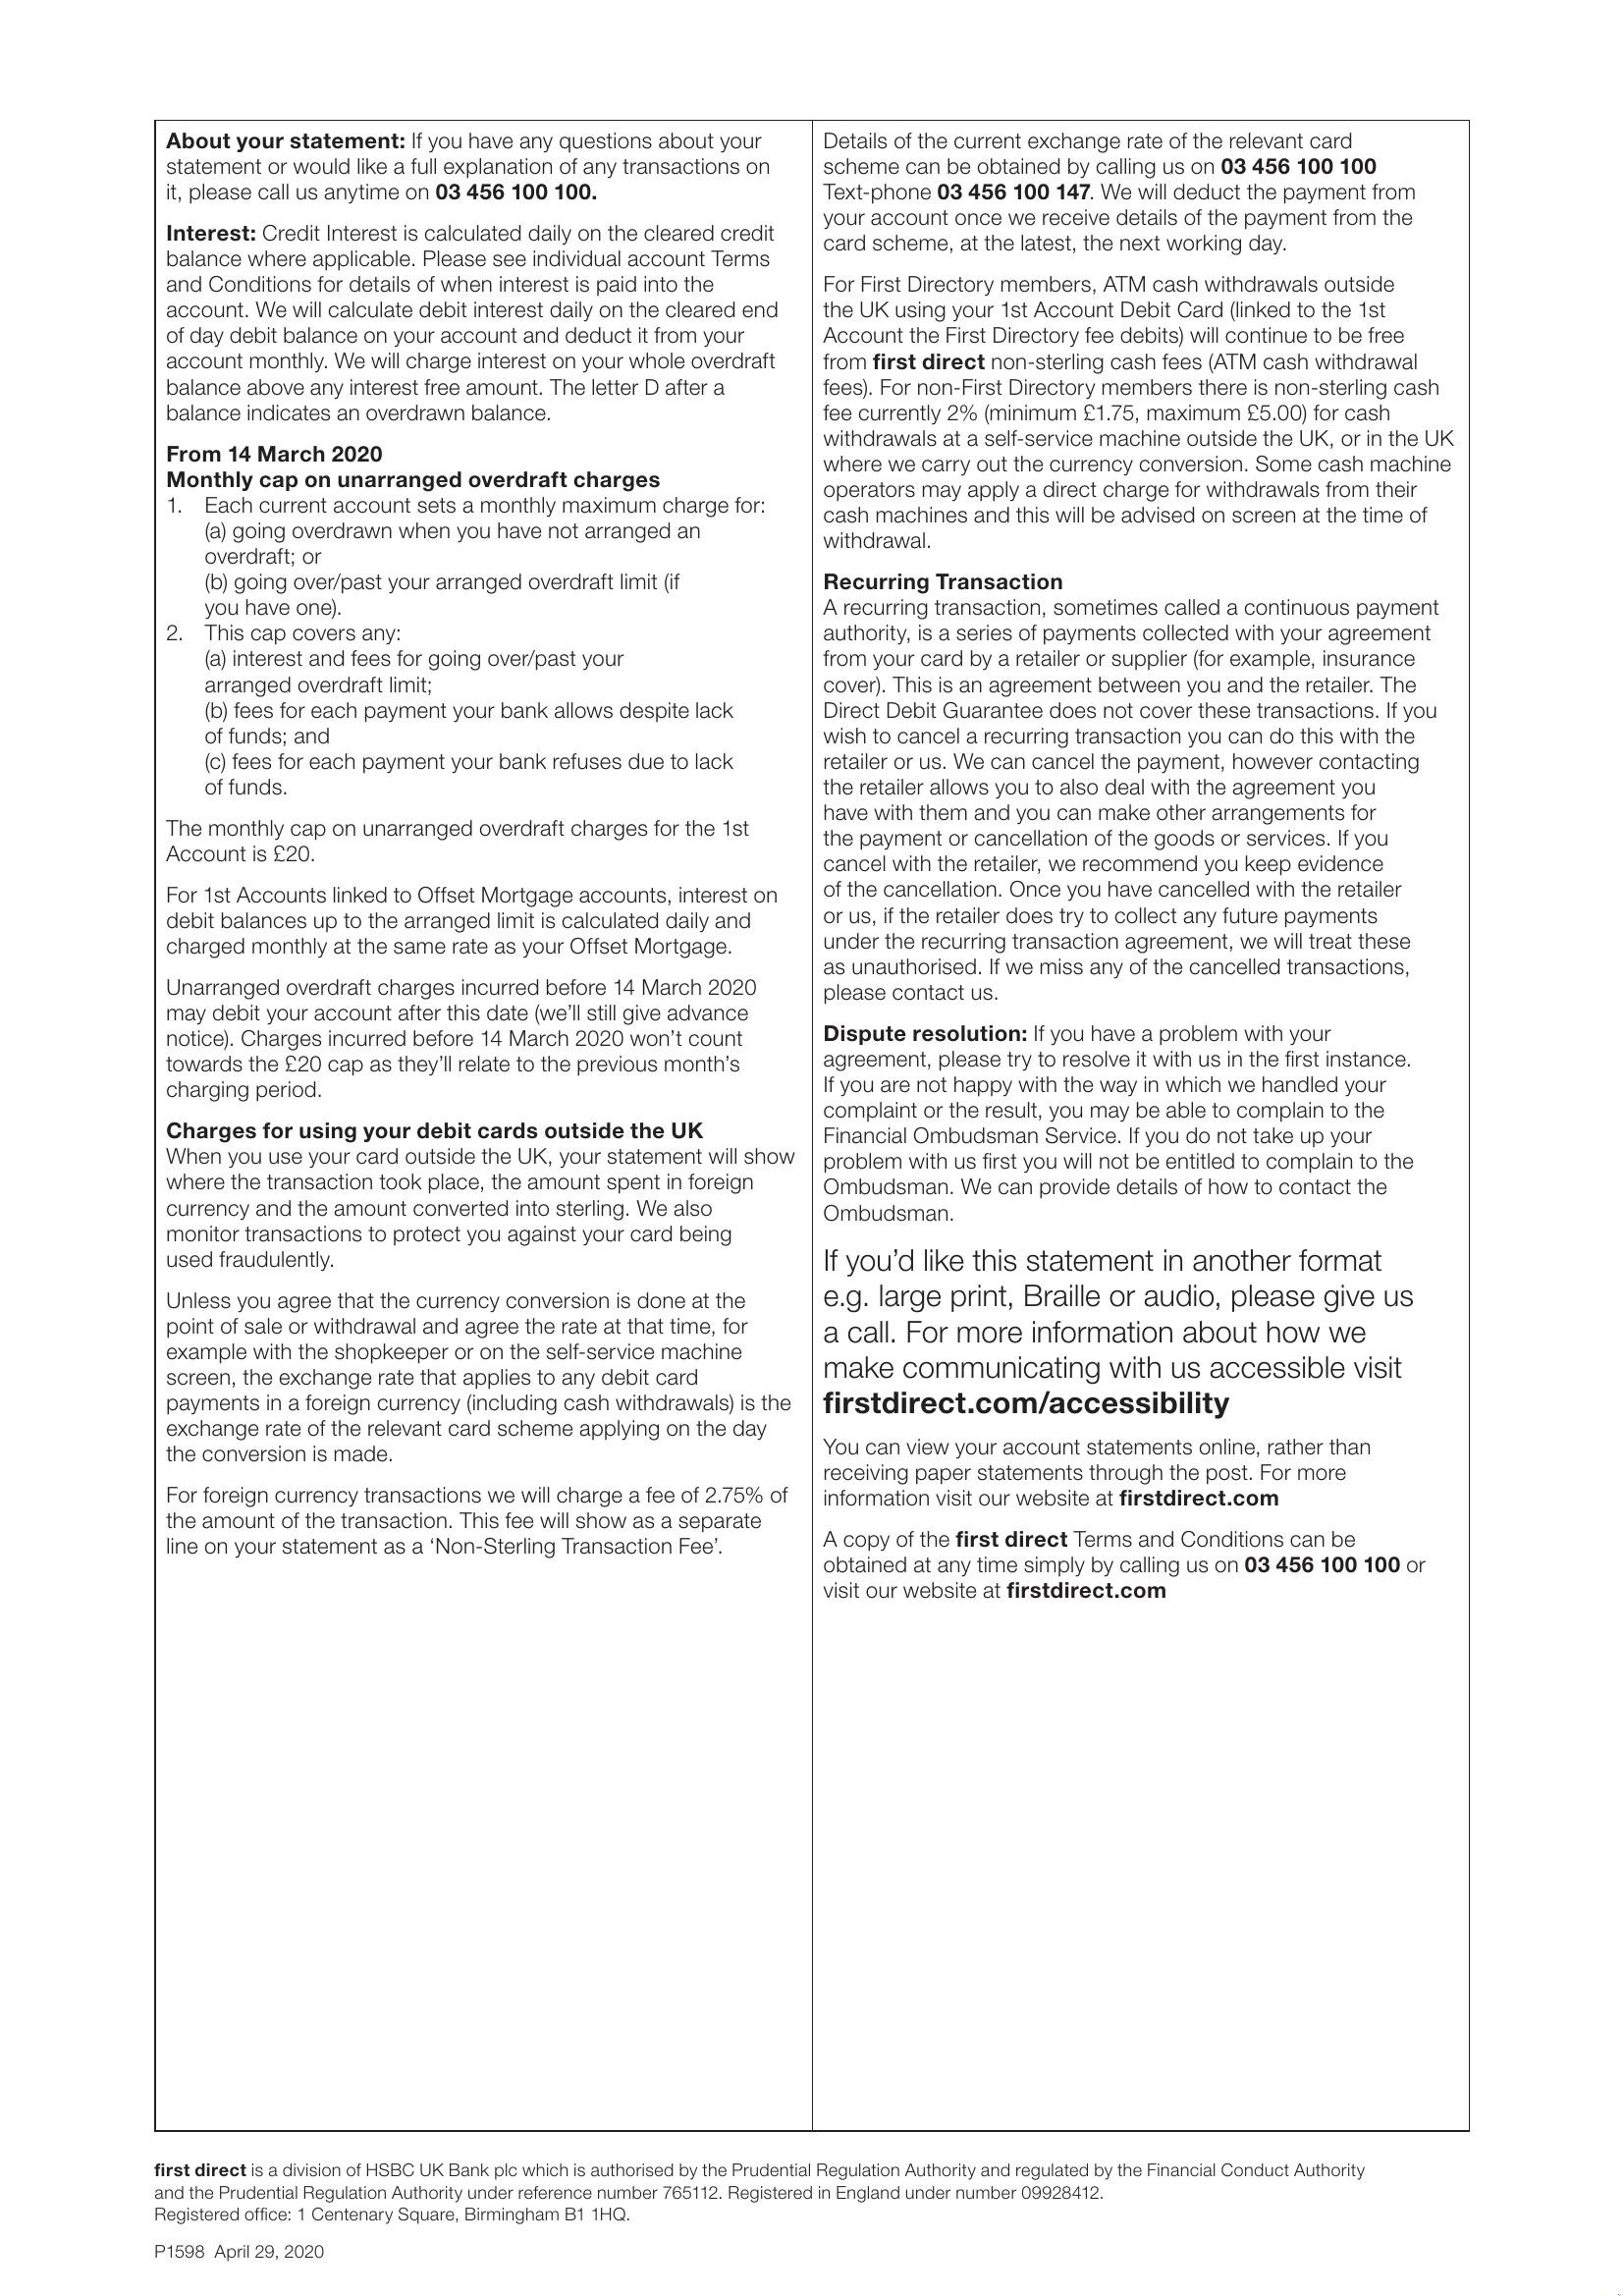 About your statement: If you have any questions about your
statement or would like a full explanation of any transactions on
it, please call us anytime on 03 456 100 100.
Interest: Credit Interest is calculated daily on the cleared credit
balance where applicable. Please see individual account Terms
and Conditions for details of when interest is paid into the
account. We will calculate debit interest daily on the cleared end
of day debit balance on your account and deduct it from your
account monthly. We will charge interest on your whole overdraft
balance above any interest free amount. The letter D after a
balance indicates an overdrawn balance.
From 14 March 2020
Monthly cap on unarranged overdraft charges
1. Each current account sets a monthly maximum charge for:
(a) going overdrawn when you have not arranged an
overdraft; or
(b) going over/past your arranged overdraft limit (if
you have one).
2. This cap covers any:
(a) interest and fees for going over/past your
arranged overdraft limit;
(b) fees for each payment your bank allows despite lack
of funds; and
(c) fees for each payment your bank refuses due to lack
of funds.
The monthly cap on unarranged overdraft charges for the 1st
Account is £20.
For 1st Accounts linked to Offset Mortgage accounts, interest on
debit balances up to the arranged limit is calculated daily and
charged monthly at the same rate as your Offset Mortgage.
Unarranged overdraft charges incurred before 14 March 2020
may debit your account after this date (we'll still give advance
notice). Charges incurred before 14 March 2020 won't count
towards the £20 cap as they'll relate to the previous month's
charging period.
Charges for using your debit cards outside the UK
When you use your card outside the UK, your statement will show
where the transaction took place, the amount spent in foreign
currency and the amount converted into sterling. We also
monitor transactions to protect you against your card being
used fraudulently.
Unless you agree that the currency conversion is done at the
point of sale or withdrawal and agree the rate at that time, for
example with the shopkeeper or on the self-service machine
screen, the exchange rate that applies to any debit card
payments in a foreign currency (including cash withdrawals) is the
exchange rate of the relevant card scheme applying on the day
the conversion is made.
For foreign currency transactions we will charge a fee of 2.75% of
the amount of the transaction. This fee will show as a separate
line on your statement as a ‘Non-Sterling Transaction Fee’.
Details of the current exchange rate of the relevant card
scheme can be obtained by calling us on 03 456 100 100
Text-phone 03 456 100 147. We will deduct the payment from
your account once we receive details of the payment from the
card scheme, at the latest, the next working day.
For First Directory members, ATM cash withdrawals outside
the UK using your 1st Account Debit Card (linked to the 1st
Account the First Directory fee debits) will continue to be free
from first direct non-sterling cash fees (ATM cash withdrawal
fees). For non-First Directory members there is non-sterling cash
fee currently 2% (minimum £1.75, maximum £5.00) for cash
withdrawals at a self-service machine outside the UK, or in the UK
where we carry out the currency conversion. Some cash machine
operators may apply a direct charge for withdrawals from their
cash machines and this will be advised on screen at the time of
withdrawal.
Recurring Transaction
A recurring transaction, sometimes called a continuous payment
authority, is a series of payments collected with your agreement
from your card by a retailer or supplier (for example, insurance
cover). This is an agreement between you and the retailer. The
Direct Debit Guarantee does not cover these transactions. If you
wish to cancel a recurring transaction you can do this with the
retailer or us. We can cancel the payment, however contacting
the retailer allows you to also deal with the agreement you
have with them and you can make other arrangements for
the payment or cancellation of the goods or services. If you
cancel with the retailer, we recommend you keep evidence
of the cancellation. Once you have cancelled with the retailer
or us, if the retailer does try to collect any future payments
under the recurring transaction agreement, we will treat these
as unauthorised. If we miss any of the cancelled transactions,
please contact us.
Dispute resolution: If you have a problem with your
agreement, please try to resolve it with us in the first instance.
If you are not happy with the way in which we handled your
complaint or the result, you may be able to complain to the
Financial Ombudsman Service. If you do not take up your
problem with us first you will not be entitled to complain to the
Ombudsman. We can provide details of how to contact the
Ombudsman.
If you'd like this statement in another format
e.g. large print, Braille or audio, please give us
a call. For more information about how we
make communicating with us accessible visit
firstdirect.com/accessibility
You can view your account statements online, rather than
receiving paper statements through the post. For more
information visit our website at firstdirect.com
A copy of the first direct Terms and Conditions can be
obtained at any time simply by calling us on 03 456 100 100 or
visit our website at firstdirect.com
first direct is a division of HSBC UK Bank plc which is authorised by the Prudential Regulation Authority and regulated by the Financial Conduct Authority
and the Prudential Regulation Authority under reference number 765112. Registered in England under number 09928412.
Registered office: 1 Centenary Square, Birmingham B1 1HQ.
P1598 April 29, 2020